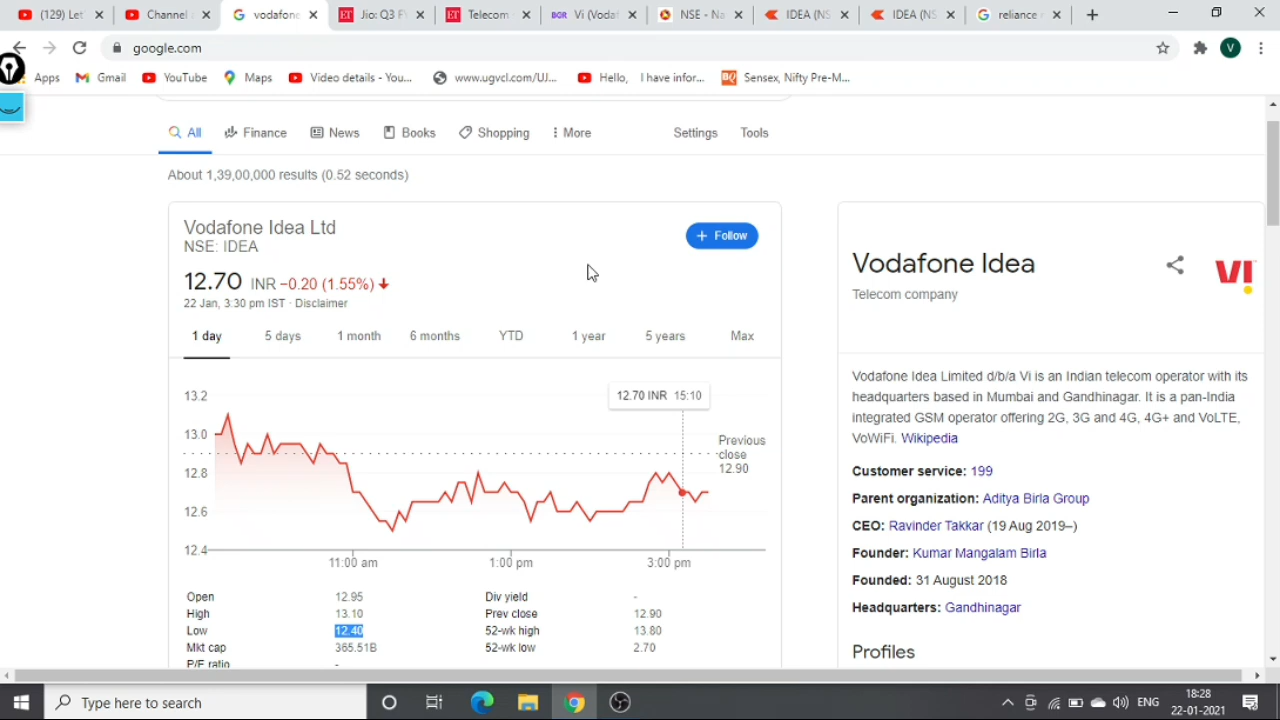 (129) Let'
Channel
vodafone
ET Jio: Q3 F
ET Telecom
BGR Vi (Vodaf
NSE - Na
IDEA (NS
IDEA (NS
reliance
google.com
V
Apps
Gmail
YouTube
Maps
Video details - You...
www.ugvcl.com/UJ...
Hello, I have infor...
BQ Sensex, Nifty Pre-M...
All
Finance
News
Books
Shopping
More
Settings
Tools
About 1,39,00,000 results (0.52 seconds)
Vodafone Idea Ltd
NSE: IDEA
+ Follow
12.70 INR −0.20 (1.55%)
22 Jan, 3:30 pm IST · Disclaimer
1 day
5 days
1 month
6 months
YTD
1 year
5 years
Max
12.70 INR 15:10
13.2
13.0
12.8
12.6
12.4
Previous
close
12.90
11:00 am
1:00 pm
3:00 pm
Open 12.95
High 13.10
Low 12.40
Mkt cap 365.51B
P/E ratio -
Div yield -
Prev close 12.90
52-wk high 13.80
52-wk low 2.70
Vodafone Idea
Telecom company
VI
Vodafone Idea Limited d/b/a Vi is an Indian telecom operator with its
headquarters based in Mumbai and Gandhinagar. It is a pan-India
integrated GSM operator offering 2G, 3G and 4G, 4G+ and VoLTE,
VoWiFi. Wikipedia
Customer service: 199
Parent organization: Aditya Birla Group
CEO: Ravinder Takkar (19 Aug 2019–)
Founder: Kumar Mangalam Birla
Founded: 31 August 2018
Headquarters: Gandhinagar
Profiles
Type here to search
ENG
18:28
22-01-2021